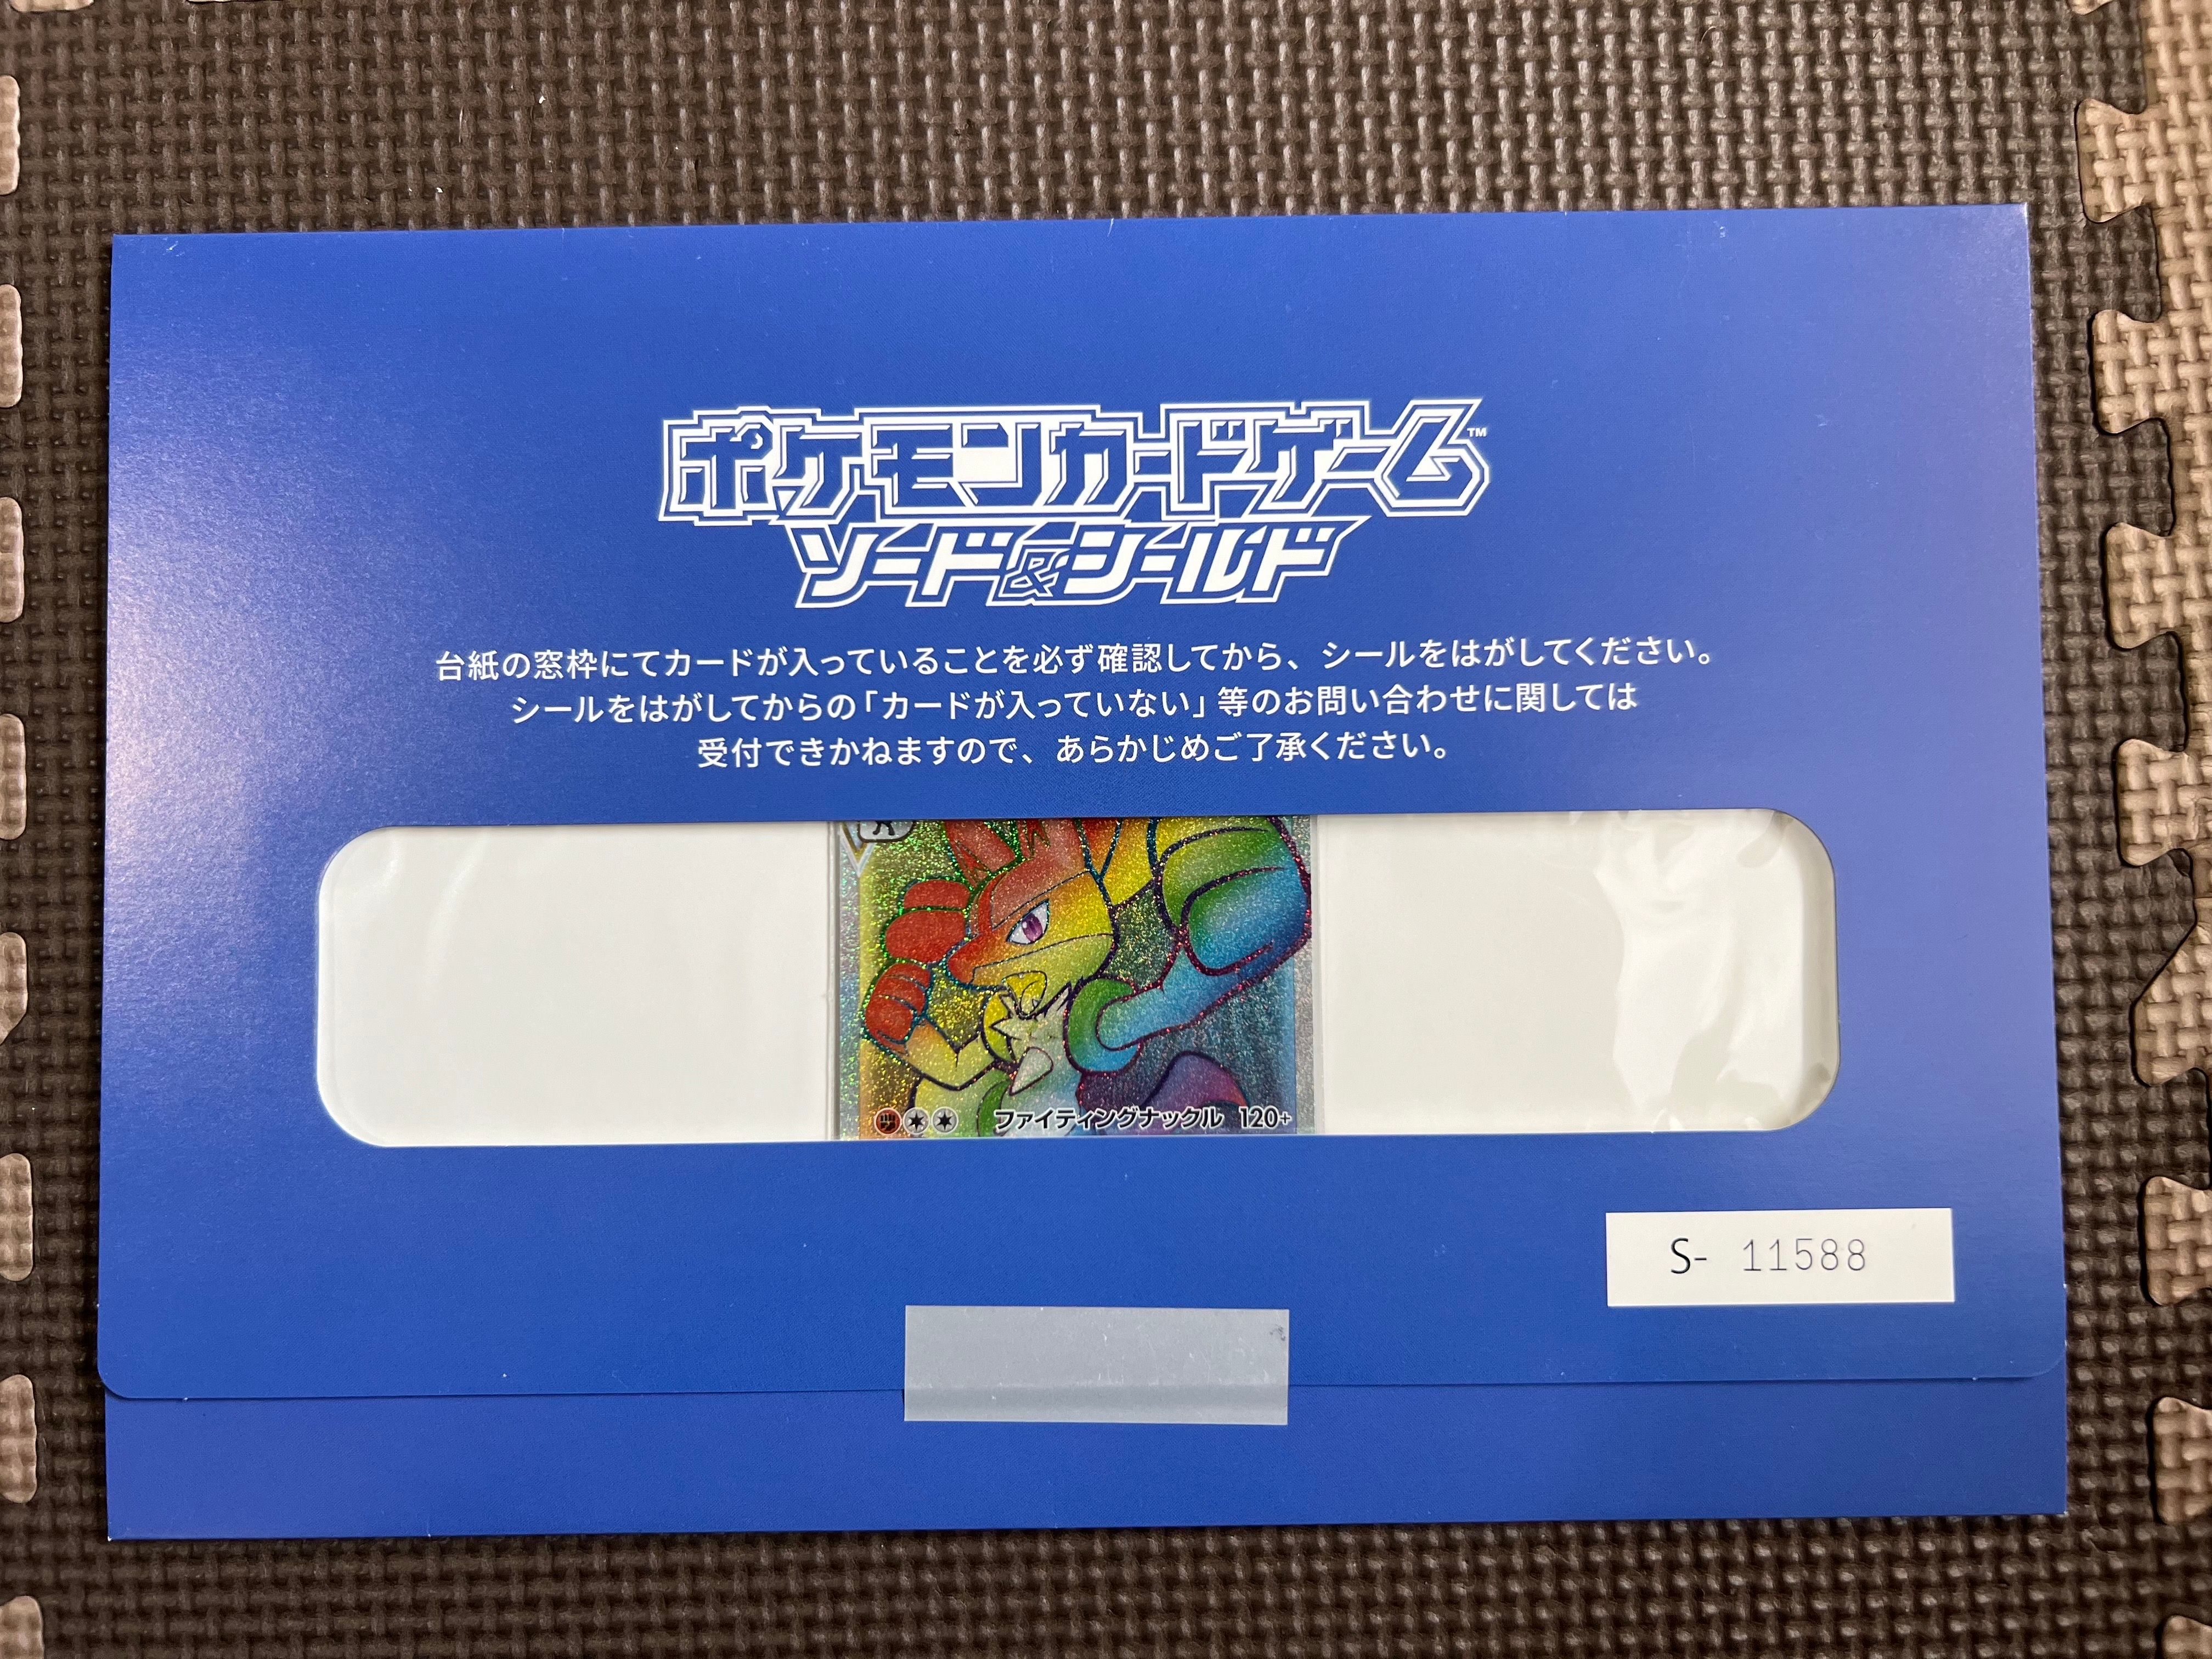 ポケモンカードゲーム™
ソード&シールド
台紙の窓枠にてカードが入っていることを必ず確認してから、シールをはがしてください。
シールをはがしてからの「カードが入っていない」等のお問い合わせに関しては
受付できかねますので、あらかじめご了承ください。
ファイティングナックル 120+
S- 11588